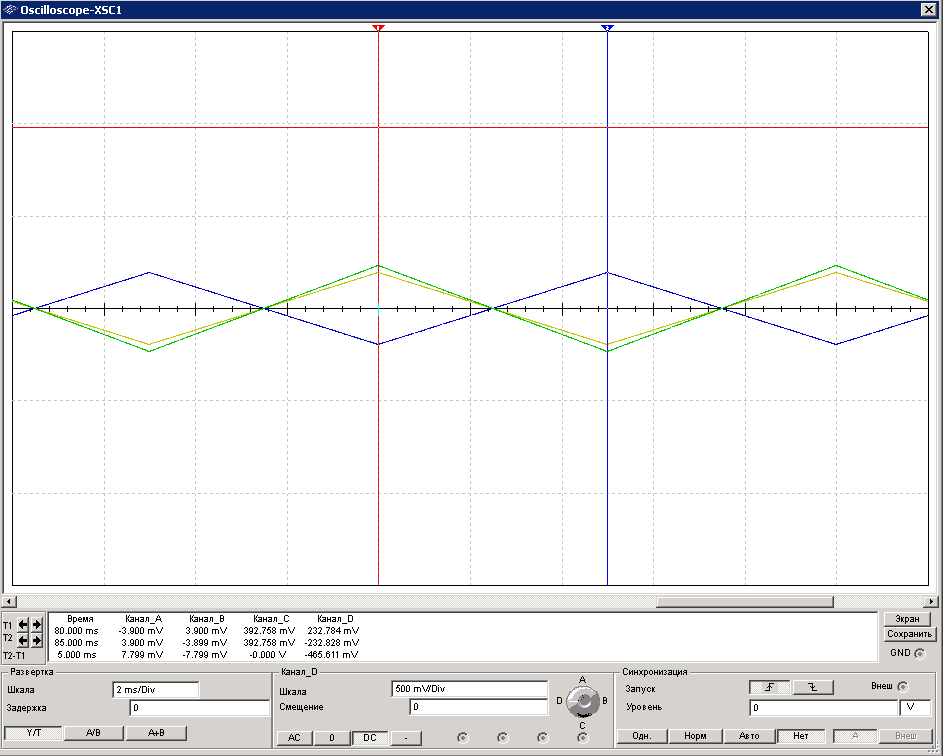 Oscilloscope-XSC1
1
2
T1
T2
T2-T1
Время Канал_A Канал_B Канал_C Канал_D
80.000 ms -3.900 mV 3.900 mV 392.758 mV 232.784 mV
85.000 ms 3.900 mV -3.899 mV 392.758 mV -232.828 mV
5.000 ms 7.799 mV -7.799 mV -0.000 V -465.611 mV
Экран
Сохранить
GND
Развертка
Шкала 2 ms/Div
Задержка 0
Y/T A/B A+B
Канал_D
Шкала 500 mV/Div
Смещение 0
AC 0 DC -
A
D B
C
Синхронизация
Запуск Внеш
Уровень 0 V
Одн. Норм Авто Нет A Внеш